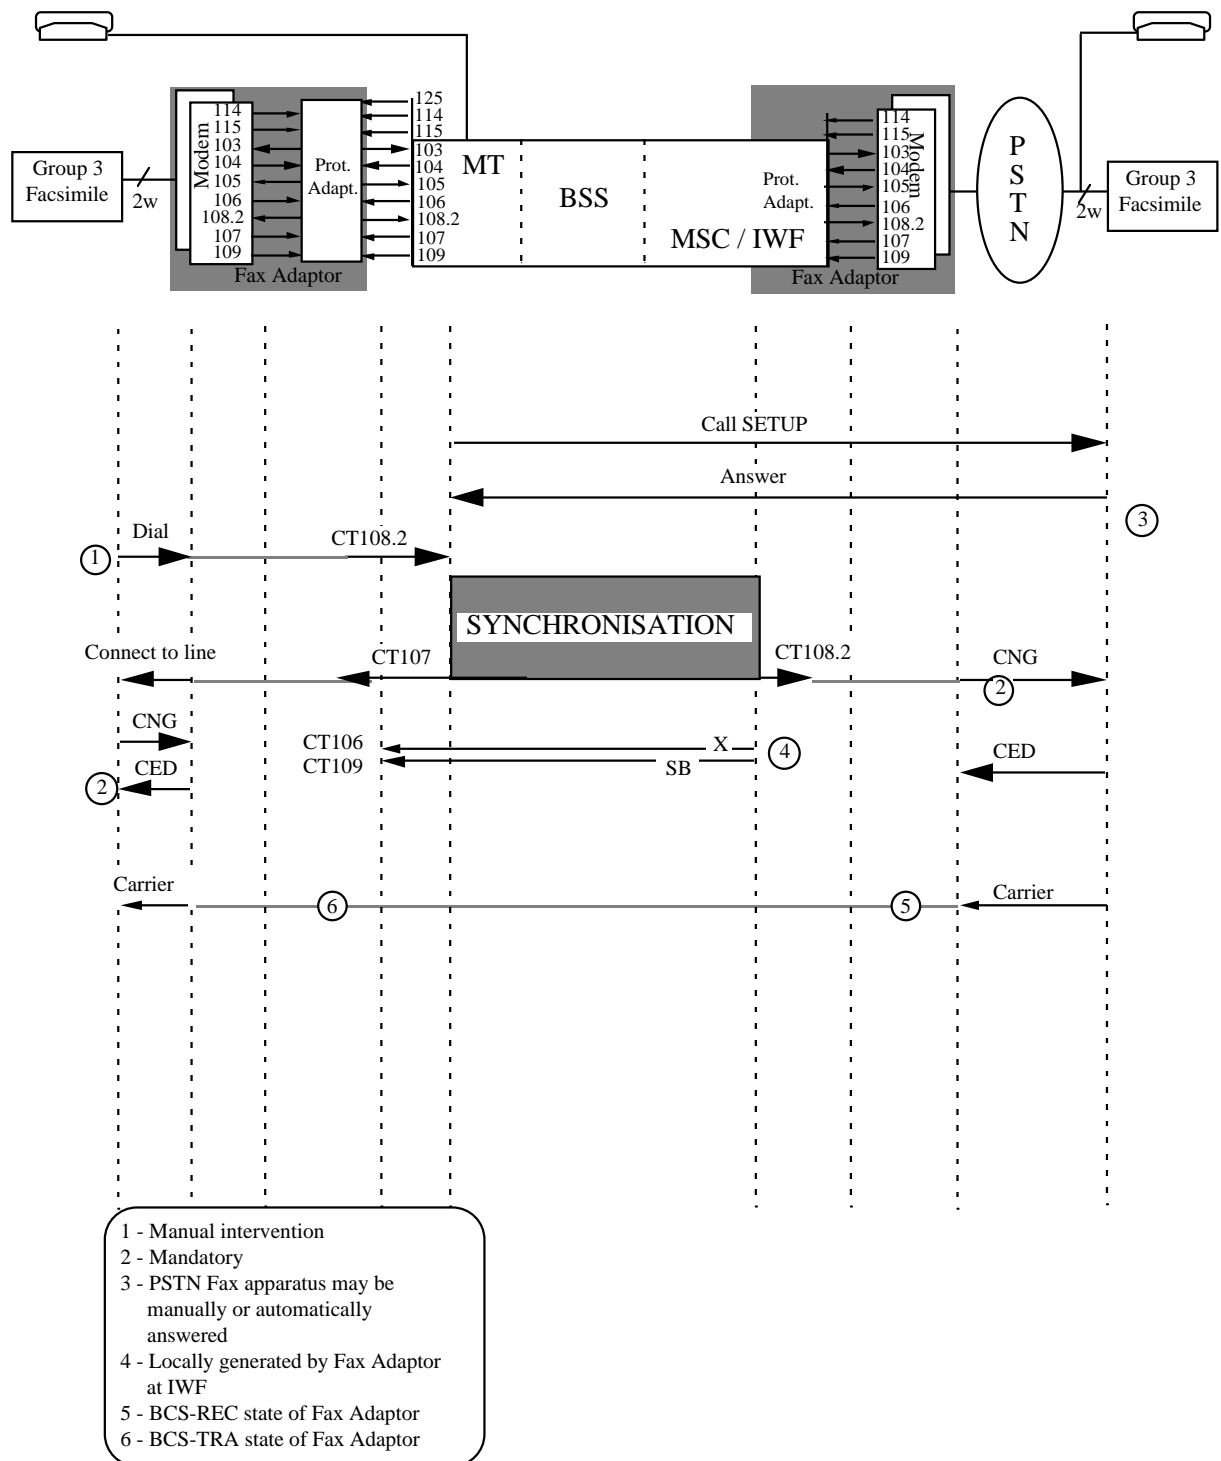 Group 3
Facsimile
2w
Modem
114
115
103
104
105
106
108.2
107
109
Prot.
Adapt.
Fax Adaptor
125
114
115
103
104
105
106
108.2
107
109
MT
BSS
MSC / IWF
Prot.
Adapt.
114
115
103
104
105
106
108.2
107
109
Modem
Fax Adaptor
P
S
T
N
2w
Group 3
Facsimile
Call SETUP
Answer
3
Dial
1
CT108.2
SYNCHRONISATION
Connect to line
CT107
CT108.2
CNG
2
CNG
CT106
X
4
CT109
SB
CED
2
CED
Carrier
6
5
Carrier
1 - Manual intervention
2 - Mandatory
3 - PSTN Fax apparatus may be
manually or automatically
answered
4 - Locally generated by Fax Adaptor
at IWF
5 - BCS-REC state of Fax Adaptor
6 - BCS-TRA state of Fax Adaptor